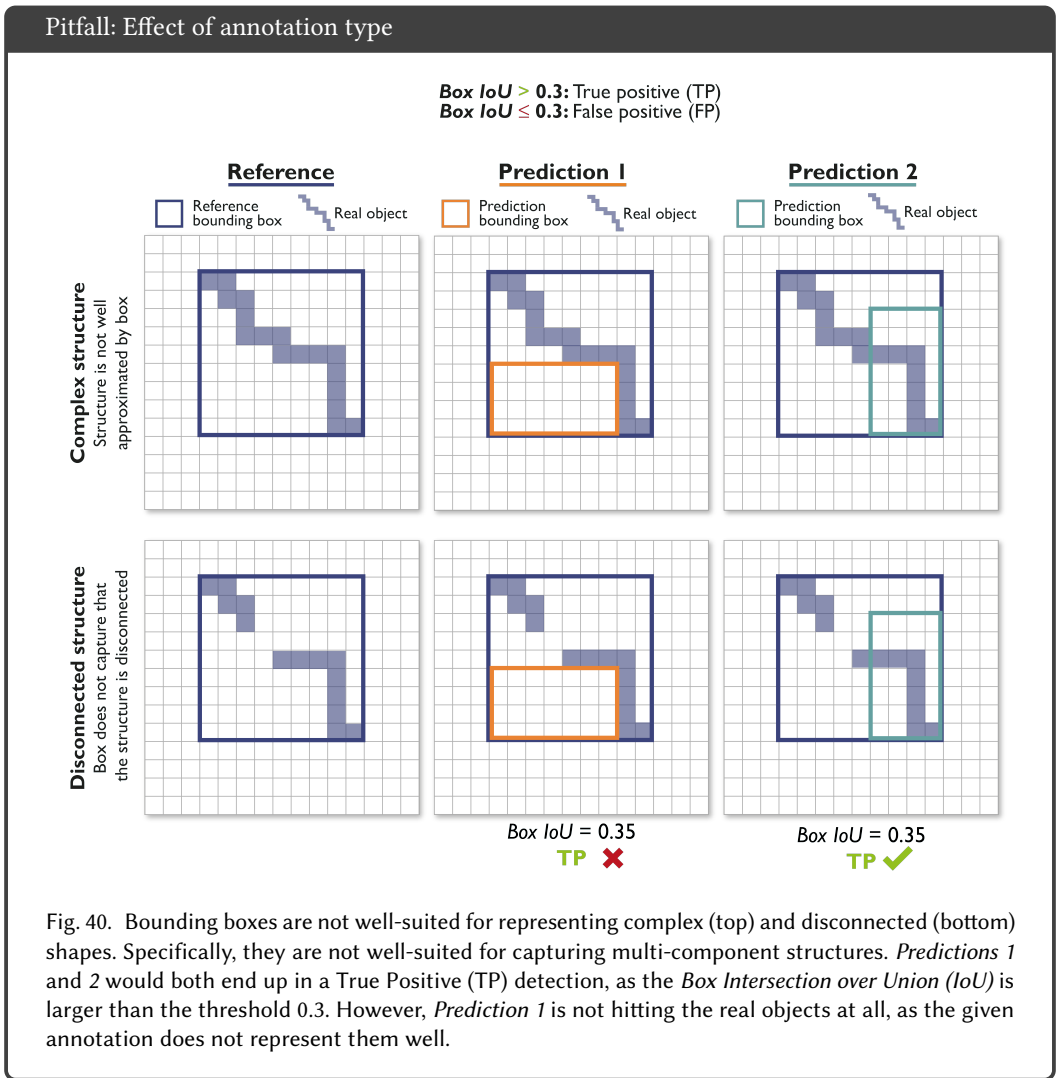 Pitfall: Effect of annotation type
Box IoU > 0.3: True positive (TP)
Box IoU ≤ 0.3: False positive (FP)
Reference
Prediction 1
Prediction 2
Reference
bounding box
Real object
Prediction
bounding box
Real object
Prediction
bounding box
Real object
Complex structure
Structure is not well
approximated by box
Disconnected structure
Box does not capture that
the structure is disconnected
Box IoU = 0.35
TP
Box IoU = 0.35
TP
Fig. 40. Bounding boxes are not well-suited for representing complex (top) and disconnected (bottom)
shapes. Specifically, they are not well-suited for capturing multi-component structures. Predictions 1
and 2 would both end up in a True Positive (TP) detection, as the Box Intersection over Union (IoU) is
larger than the threshold 0.3. However, Prediction 1 is not hitting the real objects at all, as the given
annotation does not represent them well.